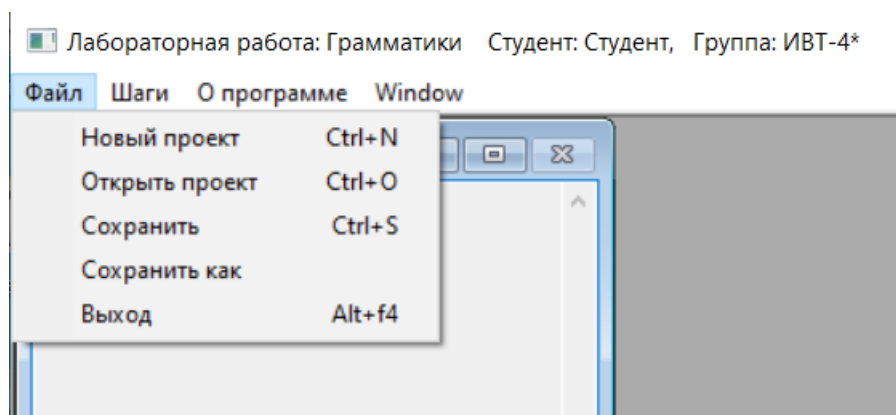 Лабораторная работа: Грамматики Студент: Студент, Группа: ИВТ-4*
Файл Шаги О программе Window
Новый проект Ctrl+N
Открыть проект Ctrl+O
Сохранить Ctrl+S
Сохранить как
Выход Alt+f4